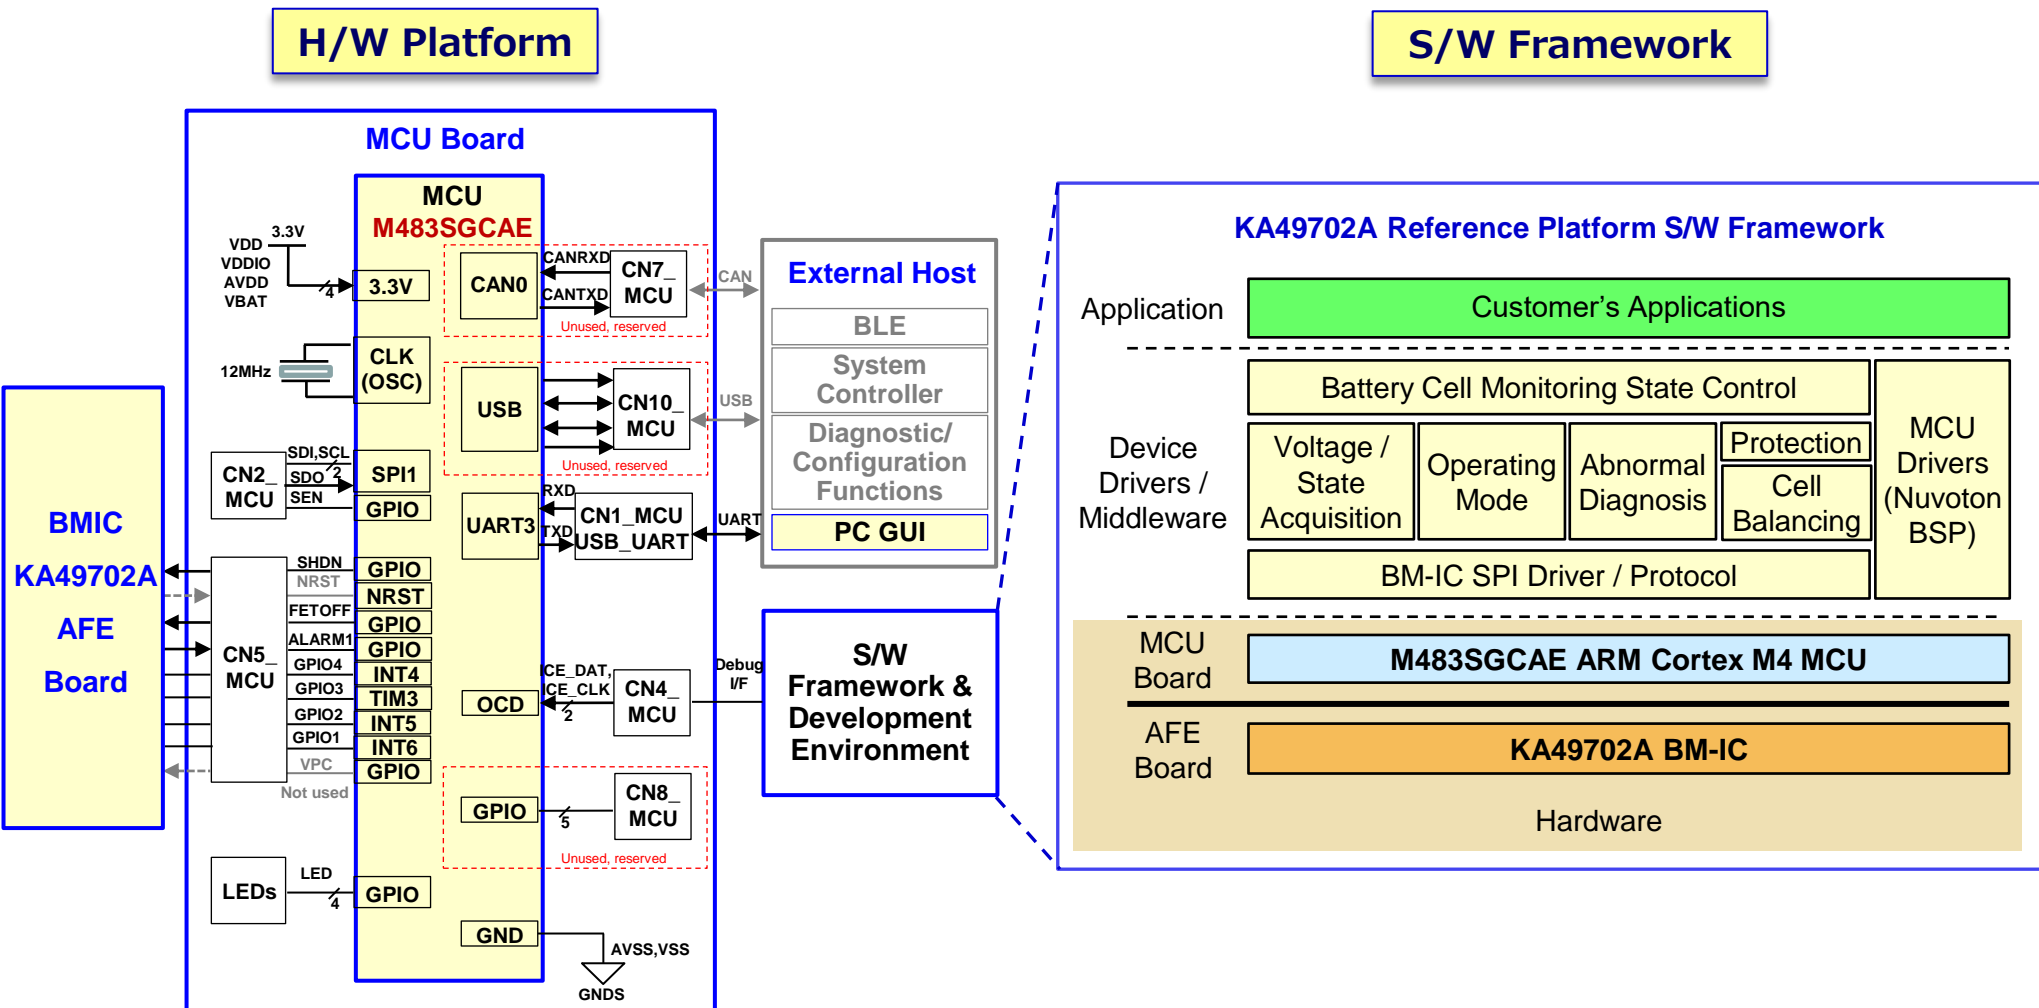 H/W Platform
S/W Framework
MCU Board
MCU
M483SGCAE
3.3V
VDD
VDDIO
AVDD
VBAT
4
3.3V
12MHz
CLK
(OSC)
CN2_
MCU
SDI,SCL
2
SDO
SEN
SPI1
GPIO
BMIC
KA49702A
AFE
Board
CN5_
MCU
SHDN
NRST
FETOFF
ALARM1
GPIO4
GPIO3
GPIO2
GPIO1
VPC
Not used
GPIO
NRST
GPIO
GPIO
INT4
TIM3
INT5
INT6
GPIO
LEDs
LED
4
GPIO
CAN0
CANRXD
CANTXD
CN7_
MCU
Unused, reserved
CAN
USB
CN10_
MCU
Unused, reserved
USB
UART3
RXD
TXD
CN1_MCU
USB_UART
UART
OCD
ICE_DAT,
ICE_CLK
2
CN4_
MCU
Debug
I/F
GPIO
5
CN8_
MCU
Unused, reserved
GND
AVSS,VSS
GNDS
External Host
BLE
System
Controller
Diagnostic/
Configuration
Functions
PC GUI
S/W
Framework &
Development
Environment
KA49702A Reference Platform S/W Framework
Application
Customer's Applications
Device
Drivers /
Middleware
Battery Cell Monitoring State Control
Voltage /
State
Acquisition
Operating
Mode
Abnormal
Diagnosis
Protection
Cell
Balancing
MCU
Drivers
(Nuvoton
BSP)
BM-IC SPI Driver / Protocol
MCU
Board
M483SGCAE ARM Cortex M4 MCU
AFE
Board
KA49702A BM-IC
Hardware